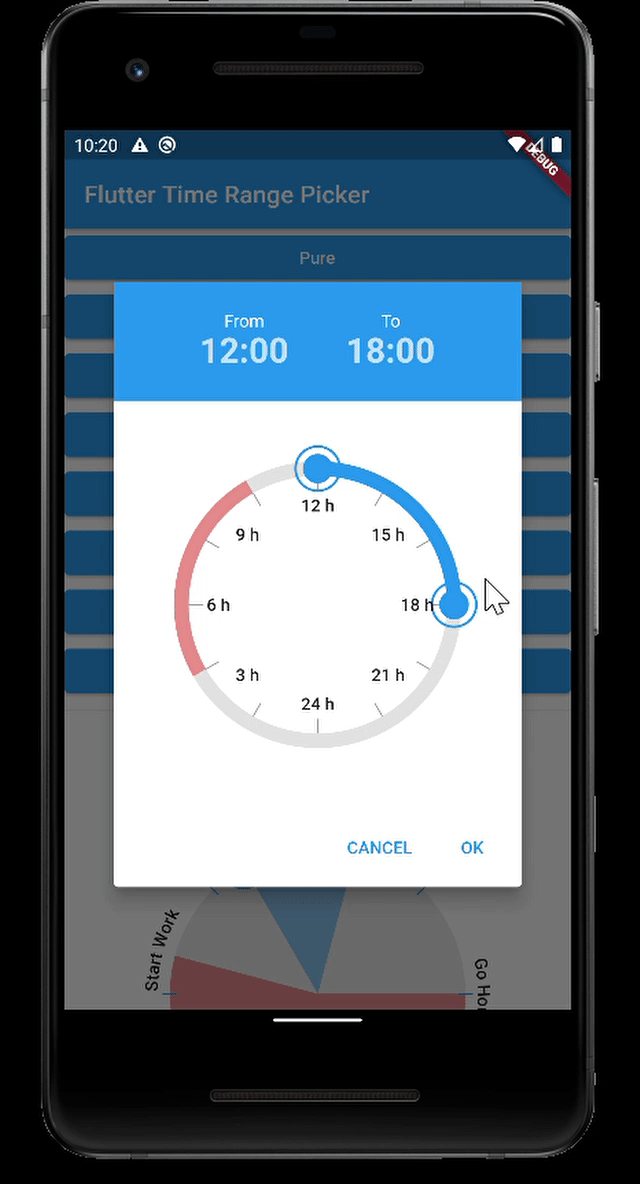 10:20
DEBUG
Flutter Time Range Picker
Pure
From To
12:00 18:00
12 h
9 h 15 h
6 h 18 h
3 h 21 h
24 h
CANCEL OK
Start Work
Go Ho